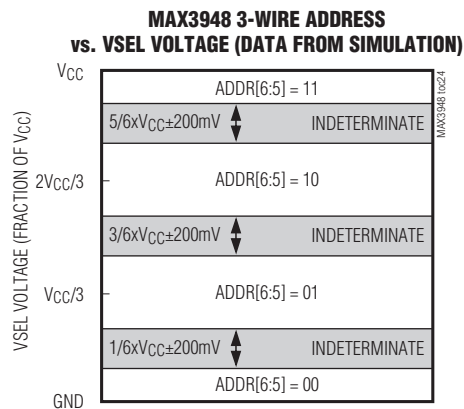 MAX3948 3-WIRE ADDRESS
vs. VSEL VOLTAGE (DATA FROM SIMULATION)
MAX3948 toc24
VSEL VOLTAGE (FRACTION OF VCC)
VCC
ADDR[6:5] = 11
5/6xVCC±200mV INDETERMINATE
2VCC/3 ADDR[6:5] = 10
3/6xVCC±200mV INDETERMINATE
VCC/3 ADDR[6:5] = 01
1/6xVCC±200mV INDETERMINATE
ADDR[6:5] = 00
GND